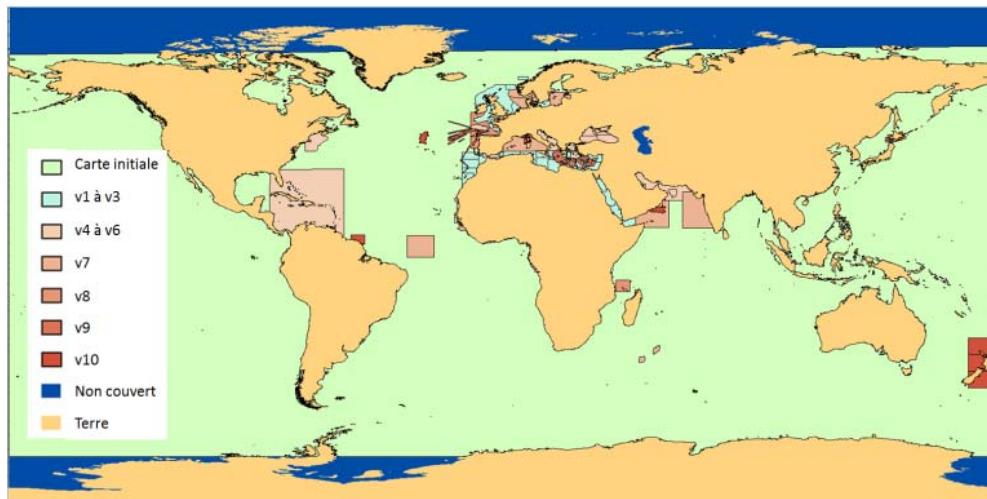 Carte initiale
v1 à v3
v4 à v6
v7
v8
v9
v10
Non couvert
Terre